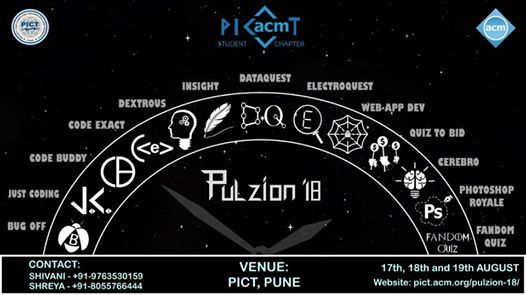 PICT
PICacmT
STUDENT CHAPTER
acm
BUG OFF
JUST CODING
CODE BUDDY
CODE EXACT
DEXTROUS
INSIGHT
DATAQUEST
ELECTROQUEST
WEB-APP DEV
QUIZ TO BID
CEREBRO
PHOTOSHOP
ROYALE
FANDOM
QUIZ
B
J.C.
<e>
D Q
E
$ $ $
Ps
FANDOM
QUIZ
Pulzion '18
CONTACT:
SHIVANI - +91-9763530159
SHREYA - +91-8055766444
VENUE:
PICT, PUNE
17th, 18th and 19th AUGUST
Website: pict.acm.org/pulzion-18/